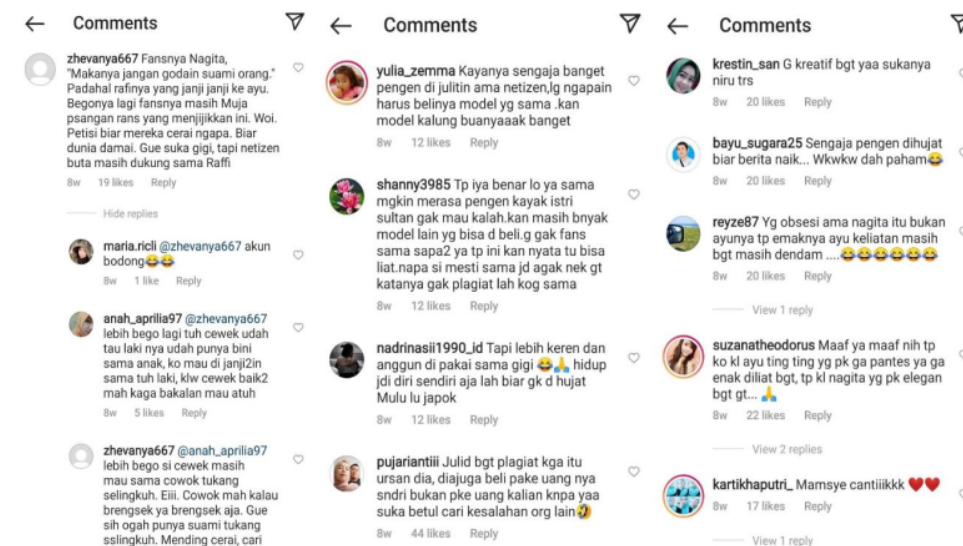 Comments
zhevanya667 Fansnya Nagita,
"Makanya jangan godain suami orang."
Padahal rafinya yang janji janji ke ayu.
Begonya lagi fansnya masih Muja
psangan rans yang menjijikkan ini. Woi.
Petisi biar mereka cerai ngapa. Biar
dunia damai. Gue suka gigi, tapi netizen
buta masih dukung sama Raffi
8w 19 likes Reply
Hide replies
maria.ricli @zhevanya667 akun
bodong😂😂
8w 1 like Reply
anah_aprilia97 @zhevanya667
lebih bego lagi tuh cewek udah
tau laki nya udah punya bini
sama anak, ko mau di janji2in
sama tuh laki, klw cewek baik2
mah kaga bakalan mau atuh
8w 5 likes Reply
zhevanya667 @anah_aprilia97
lebih bego si cewek masih
mau sama cowok tukang
selingkuh. Eiii. Cowok mah kalau
brengsek ya brengsek aja. Gue
sih ogah punya suami tukang
sslingkuh. Mending cerai, cari
Comments
yulia_zemma Kayanya sengaja banget
pengen di julitin ama netizen,lg ngapain
harus belinya model yg sama .kan
model kalung buanyaaak banget
8w 12 likes Reply
shanny3985 Tp iya benar lo ya sama
mgkin merasa pengen kayak istri
sultan gak mau kalah.kan masih bnyak
model lain yg bisa d beli.g gak fans
sama sapa2 ya tp ini kan nyata tu bisa
liat.napa si mesti sama jd agak nek gt
katanya gak plagiat lah kog sama
8w 12 likes Reply
nadrinasii1990_id Tapi lebih keren dan
anggun di pakai sama gigi 😂🙏 hidup
jdi diri sendiri aja lah biar gk d hujat
Mulu lu japok
8w 12 likes Reply
pujariantiii Julid bgt plagiat kga itu
ursan dia, diajuga beli pake uang nya
sndri bukan pke uang kalian knpa yaa
suka betul cari kesalahan org lain🤣
8w 44 likes Reply
Comments
krestin_san G kreatif bgt yaa sukanya
niru trs
8w 20 likes Reply
bayu_sugara25 Sengaja pengen dihujat
biar berita naik... Wkwkw dah paham😂
8w 20 likes Reply
reyze87 Yg obsesi ama nagita itu bukan
ayunya tp emaknya ayu keliatan masih
bgt masih dendam ....😂😂😂😂😂😂
8w 20 likes Reply
View 1 reply
suzanatheodorus Maaf ya maaf nih tp
ko kl ayu ting ting yg pk ga pantes ya ga
enak diliat bgt, tp kl nagita yg pk elegan
bgt gt... 🙏
8w 22 likes Reply
View 2 replies
kartikhaputri_ Mamsye cantiiikkk ❤❤
8w 17 likes Reply
View 1 reply